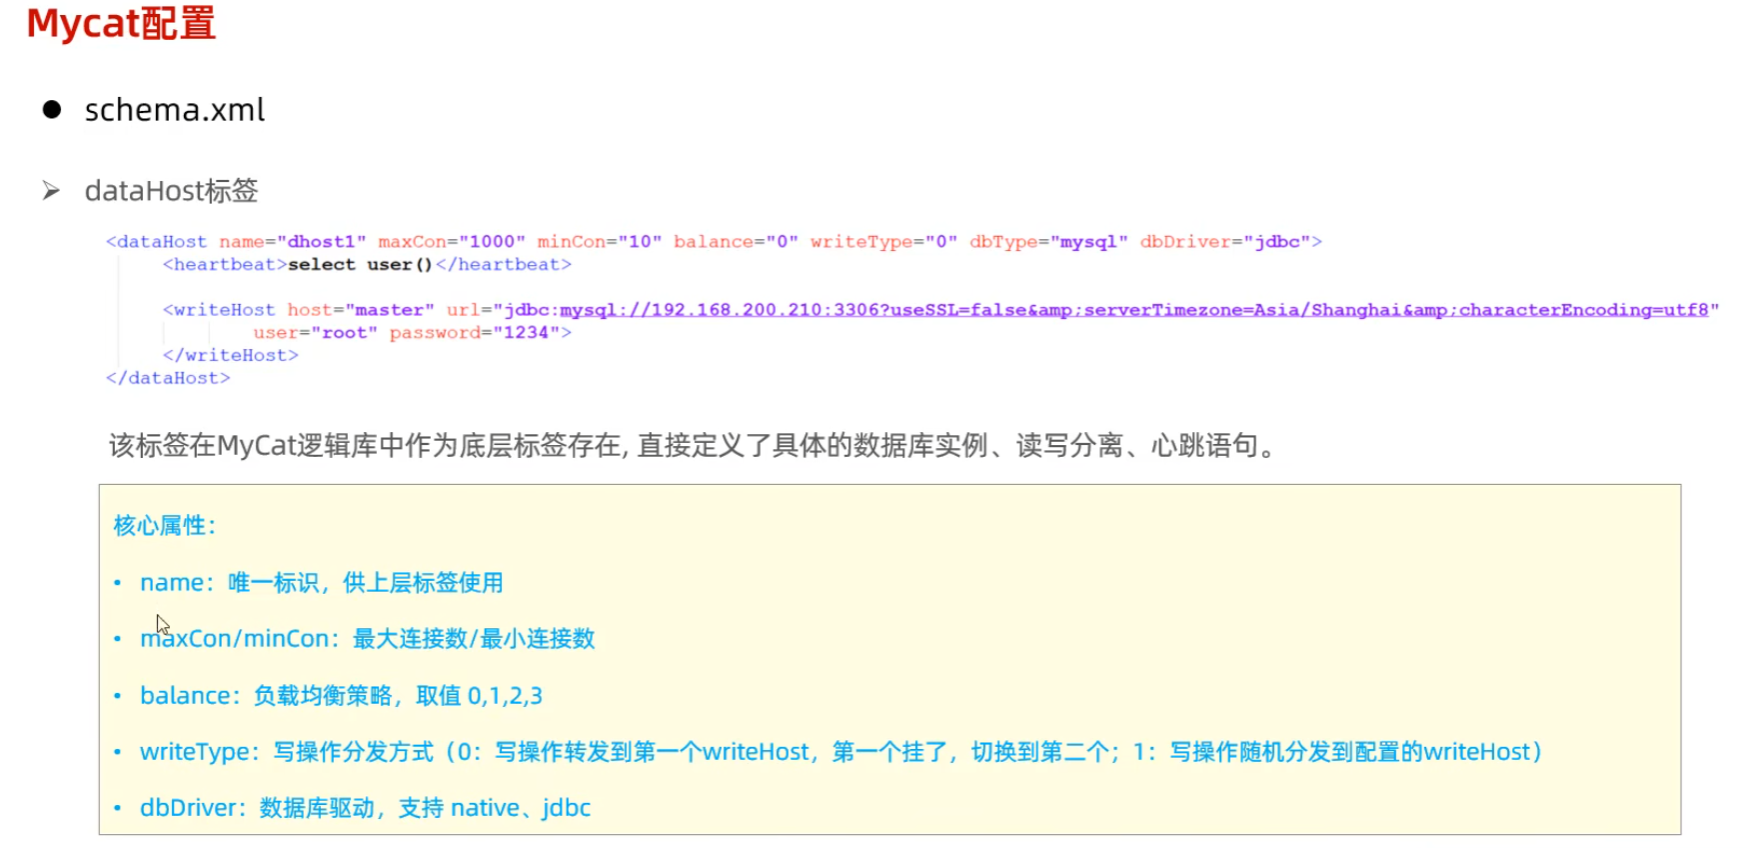 Mycat配置
● schema.xml
➢ dataHost标签
<dataHost name="dhost1" maxCon="1000" minCon="10" balance="0" writeType="0" dbType="mysql" dbDriver="jdbc">
<heartbeat>select user()</heartbeat>
<writeHost host="master" url="jdbc:mysql://192.168.200.210:3306?useSSL=false&amp;serverTimezone=Asia/Shanghai&amp;characterEncoding=utf8"
user="root" password="1234">
</writeHost>
</dataHost>
该标签在MyCat逻辑库中作为底层标签存在, 直接定义了具体的数据库实例、读写分离、心跳语句。
核心属性：
• name：唯一标识，供上层标签使用
• maxCon/minCon：最大连接数/最小连接数
• balance：负载均衡策略，取值 0,1,2,3
• writeType：写操作分发方式（0：写操作转发到第一个writeHost，第一个挂了，切换到第二个；1：写操作随机分发到配置的writeHost）
• dbDriver：数据库驱动，支持 native、jdbc